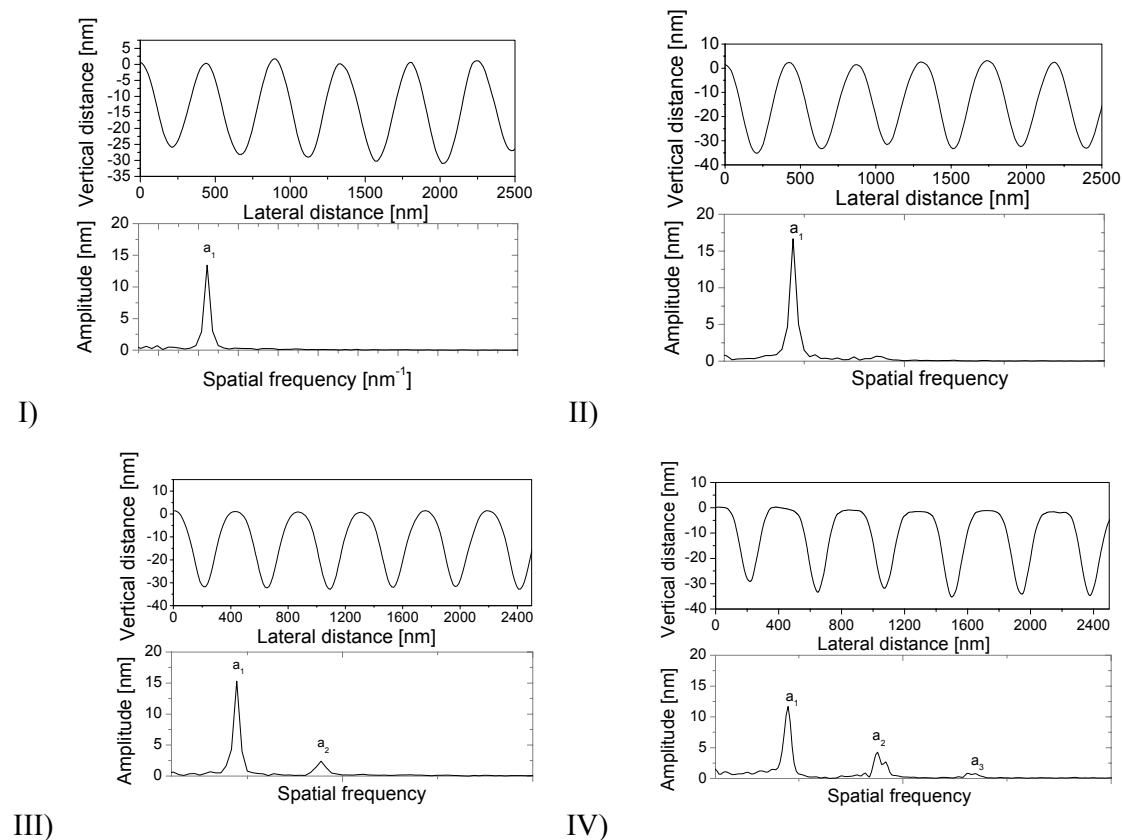 Vertical distance [nm]
5
0
-5
-10
-15
-20
-25
-30
-35
0 500 1000 1500 2000 2500
Lateral distance [nm]
Amplitude [nm]
20
15
10
5
0
a1
Spatial frequency [nm-1]
I)
Vertical distance [nm]
10
0
-10
-20
-30
-40
0 500 1000 1500 2000 2500
Lateral distance [nm]
Amplitude [nm]
20
15
10
5
0
a1
Spatial frequency
II)
Vertical distance [nm]
10
0
-10
-20
-30
-40
0 400 800 1200 1600 2000 2400
Lateral distance [nm]
Amplitude [nm]
20
15
10
5
0
a1
a2
Spatial frequency
III)
Vertical distance [nm]
10
0
-10
-20
-30
-40
0 400 800 1200 1600 2000 2400
Lateral distance [nm]
Amplitude [nm]
20
15
10
5
0
a1
a2
a3
Spatial frequency
IV)